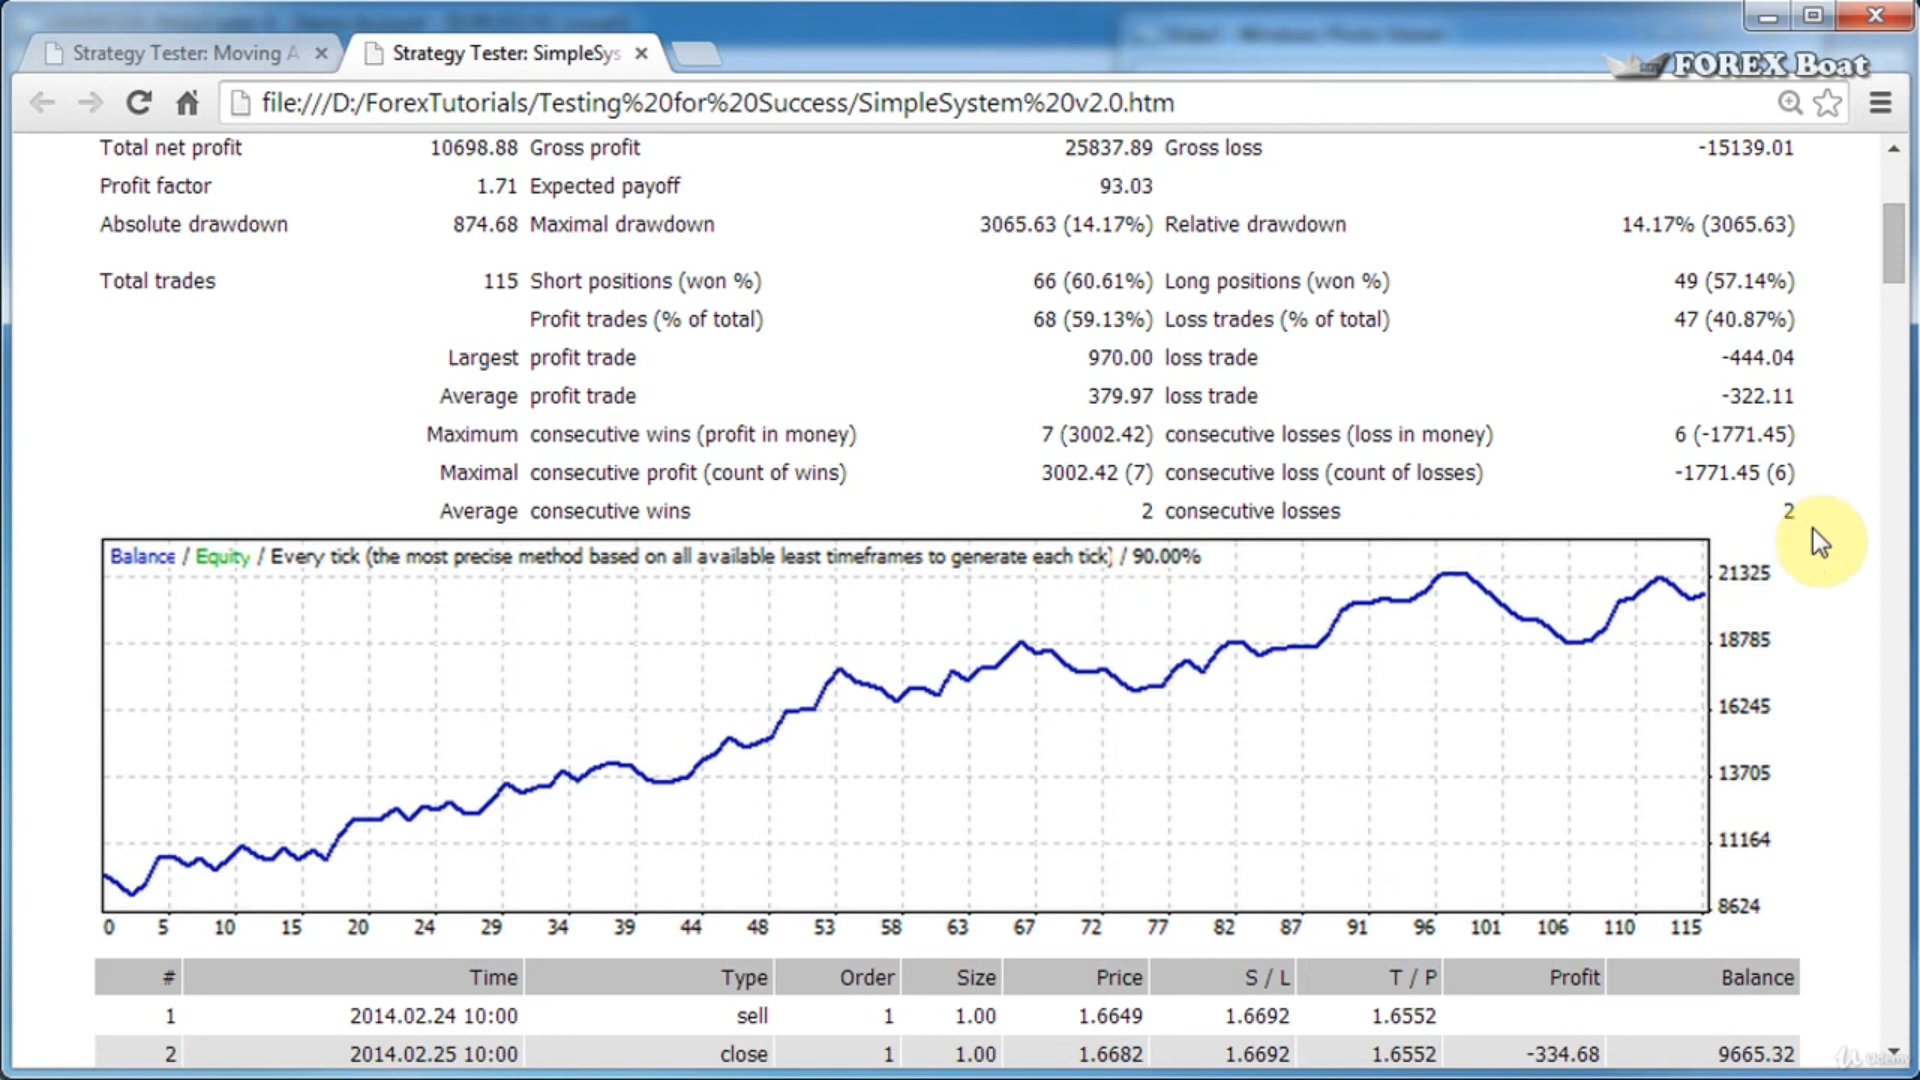 Strategy Tester: Moving A Strategy Tester: SimpleSys
FOREX Boat
file:///D:/ForexTutorials/Testing%20for%20Success/SimpleSystem%20v2.0.htm
Total net profit 10698.88 Gross profit 25837.89 Gross loss -15139.01
Profit factor 1.71 Expected payoff 93.03
Absolute drawdown 874.68 Maximal drawdown 3065.63 (14.17%) Relative drawdown 14.17% (3065.63)
Total trades 115 Short positions (won %) 66 (60.61%) Long positions (won %) 49 (57.14%)
Profit trades (% of total) 68 (59.13%) Loss trades (% of total) 47 (40.87%)
Largest profit trade 970.00 loss trade -444.04
Average profit trade 379.97 loss trade -322.11
Maximum consecutive wins (profit in money) 7 (3002.42) consecutive losses (loss in money) 6 (-1771.45)
Maximal consecutive profit (count of wins) 3002.42 (7) consecutive loss (count of losses) -1771.45 (6)
Average consecutive wins 2 consecutive losses 2
Balance / Equity / Every tick (the most precise method based on all available least timeframes to generate each tick) / 90.00%
21325
18785
16245
13705
11164
8624
0 5 10 15 20 24 29 34 39 44 48 53 58 63 67 72 77 82 87 91 96 101 106 110 115
# Time Type Order Size Price S / L T / P Profit Balance
1 2014.02.24 10:00 sell 1 1.00 1.6649 1.6692 1.6552
2 2014.02.25 10:00 close 1 1.00 1.6682 1.6692 1.6552 -334.68 9665.32
Udemy